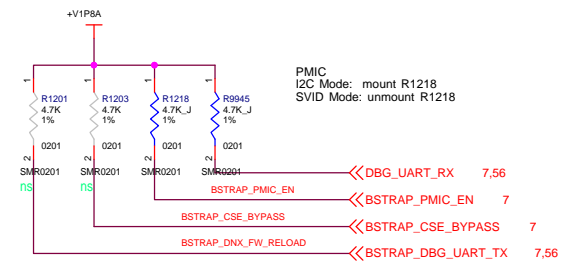 +V1P8A
PMIC
I2C Mode: mount R1218
SVID Mode: unmount R1218
1 1 1 1
R1201 R1203 R1218 R9945
4.7K 4.7K 4.7K_J 4.7K_J
1% 1% 1% 1%
0201 0201 0201 0201
2 2 2 2
SMR0201 SMR0201 SMR0201 SMR0201
ns ns
DBG_UART_RX 7,56
BSTRAP_PMIC_EN
BSTRAP_PMIC_EN 7
BSTRAP_CSE_BYPASS
BSTRAP_CSE_BYPASS 7
BSTRAP_DNX_FW_RELOAD
BSTRAP_DBG_UART_TX 7,56